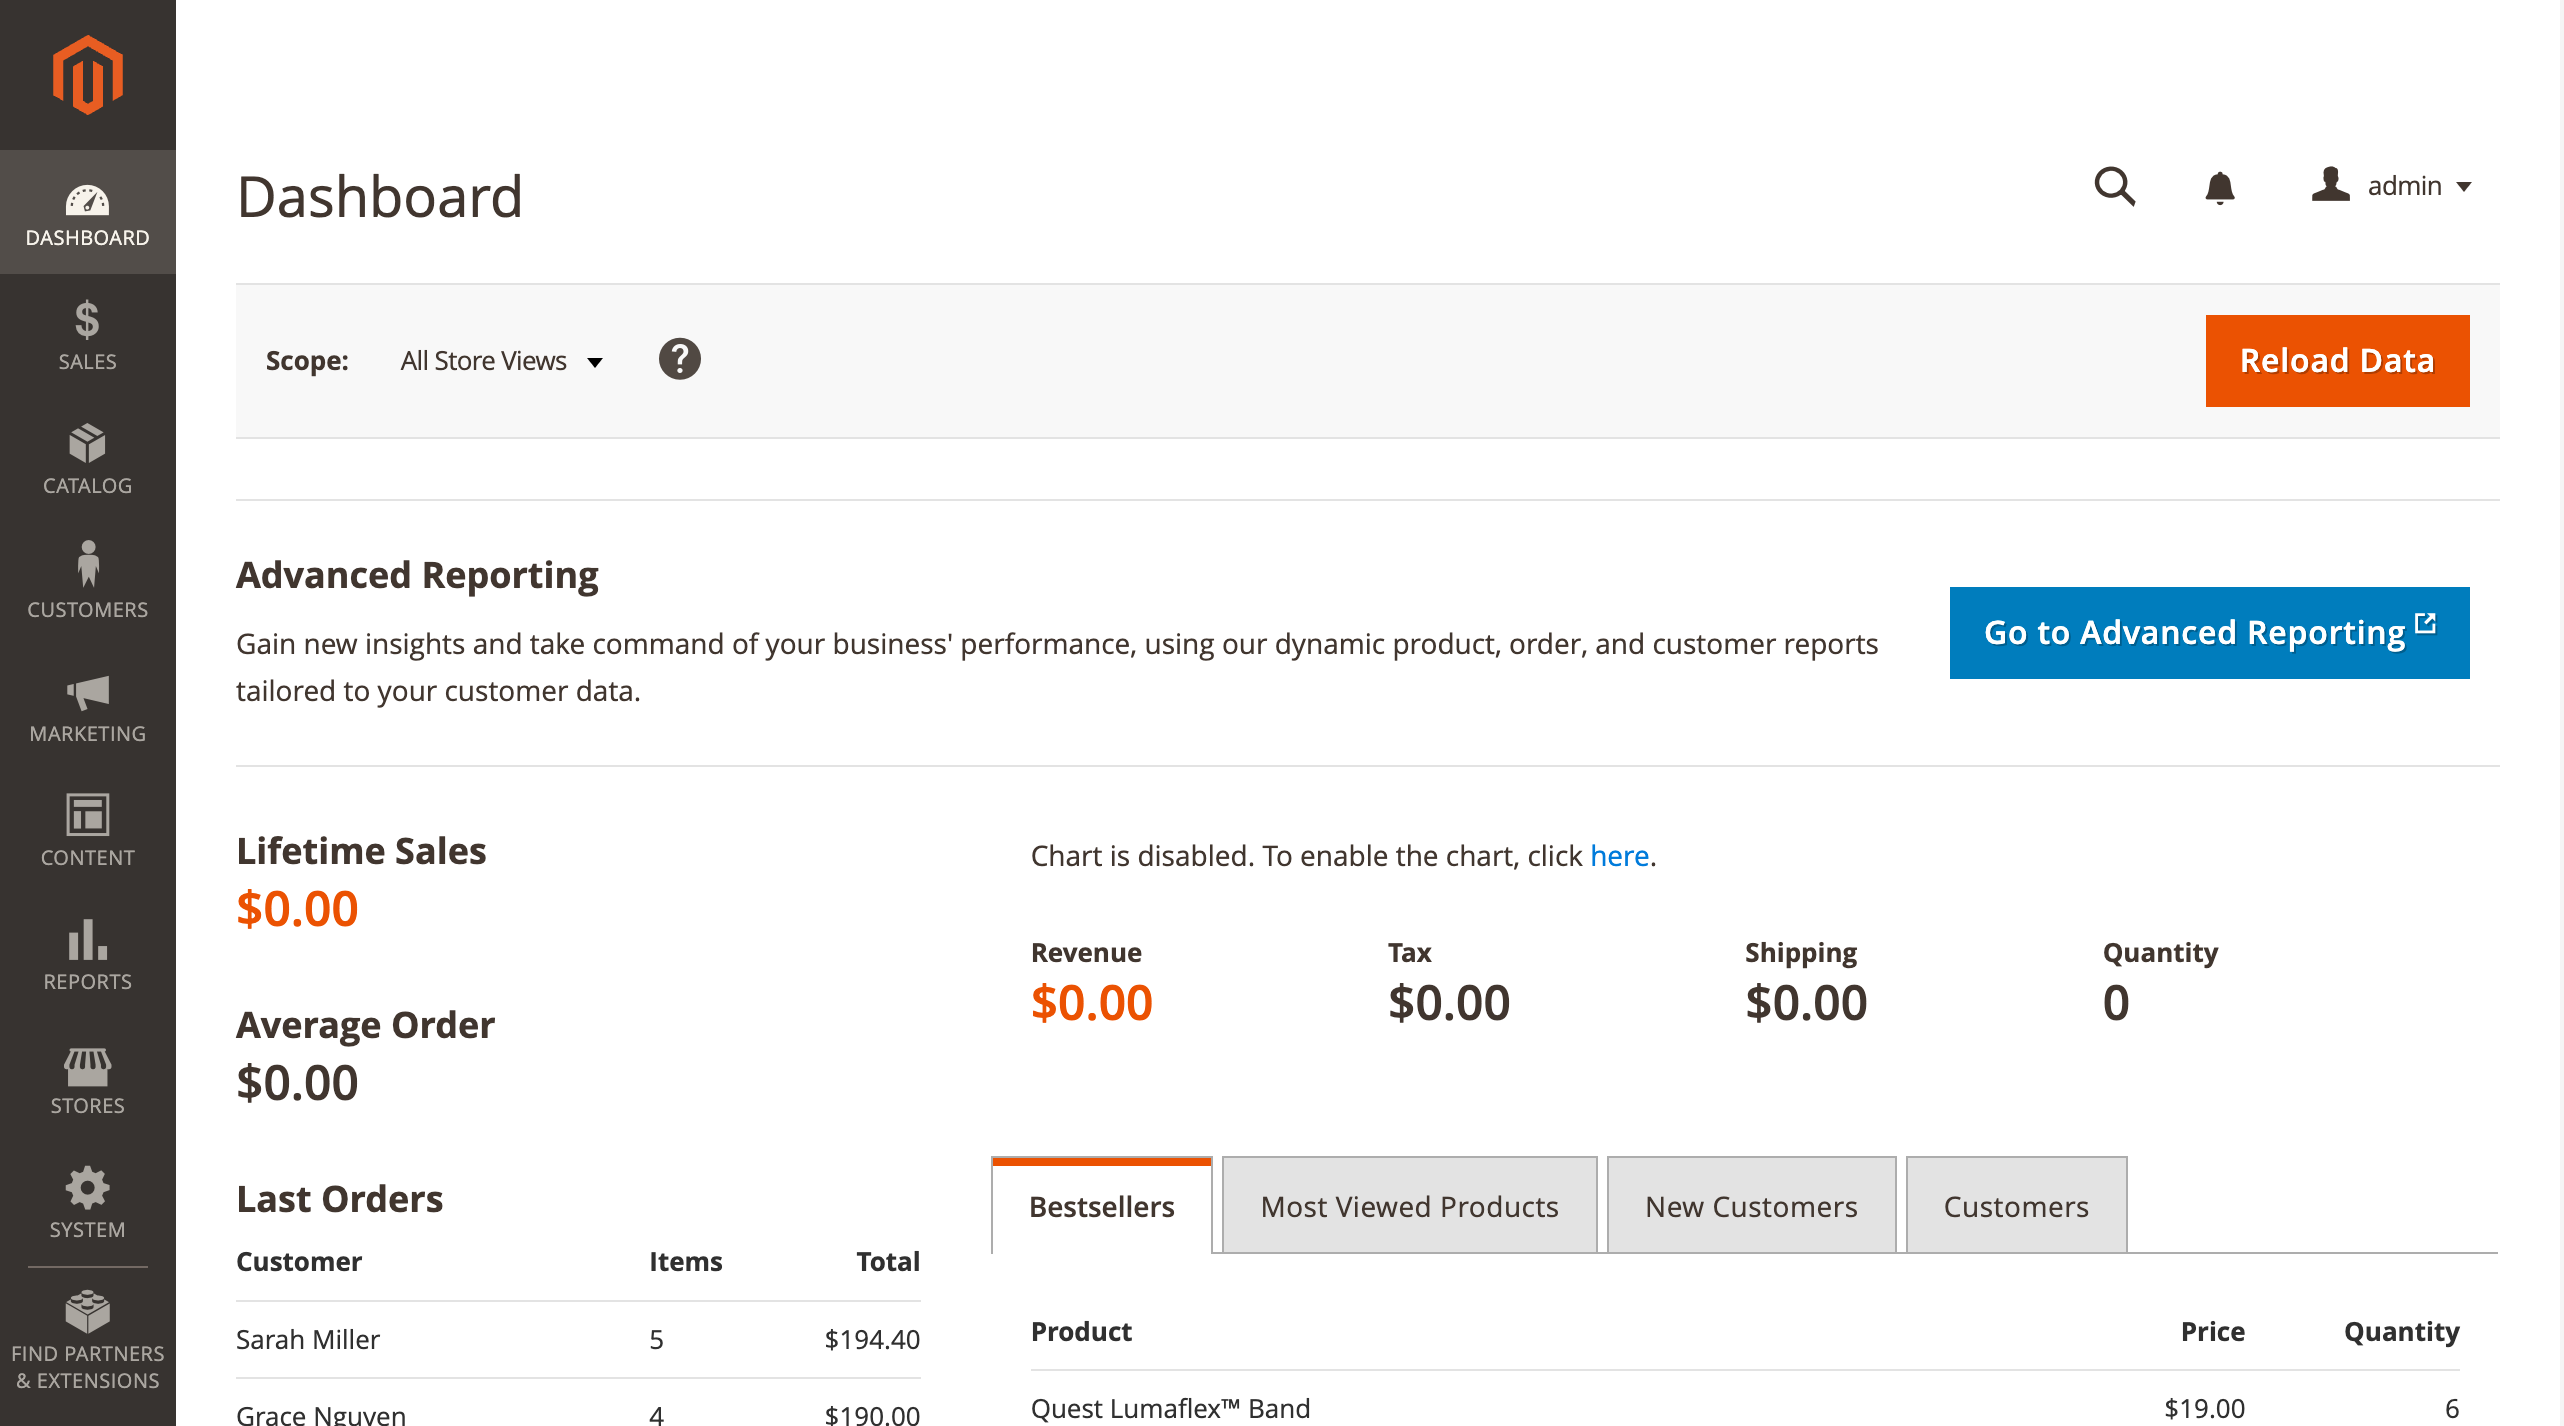 DASHBOARD
SALES
CATALOG
CUSTOMERS
MARKETING
CONTENT
REPORTS
STORES
SYSTEM
FIND PARTNERS
& EXTENSIONS
Dashboard
admin
Scope: All Store Views ?
Reload Data
Advanced Reporting
Gain new insights and take command of your business' performance, using our dynamic product, order, and customer reports
tailored to your customer data.
Go to Advanced Reporting
Lifetime Sales
$0.00
Average Order
$0.00
Last Orders
Customer Items Total
Sarah Miller 5 $194.40
Grace Nguyen 4 $190.00
Chart is disabled. To enable the chart, click here.
Revenue Tax Shipping Quantity
$0.00 $0.00 $0.00 0
Bestsellers Most Viewed Products New Customers Customers
Product Price Quantity
Quest Lumaflex™ Band $19.00 6